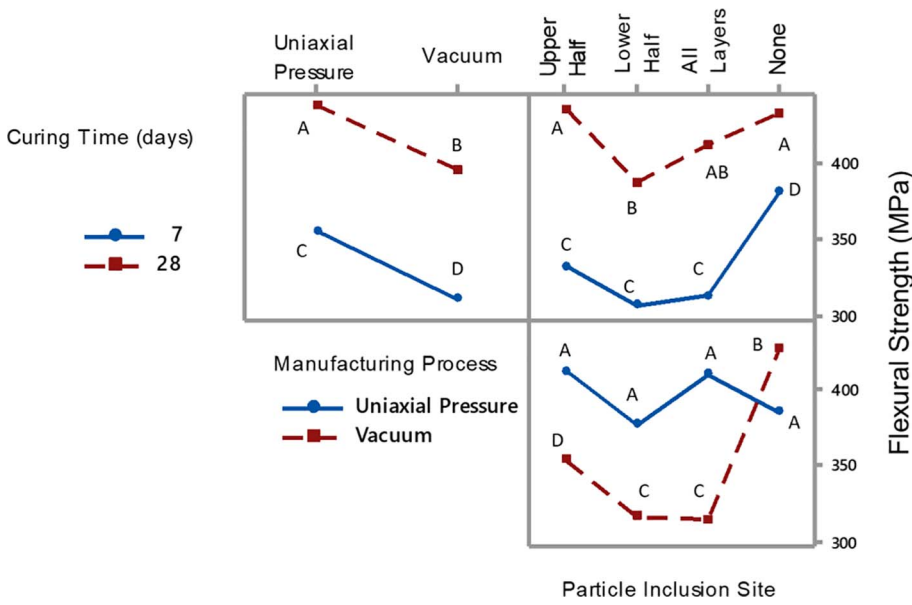 Uniaxial
Pressure
Vacuum
Upper
Half
Lower
Half
All
Layers
None
Curing Time (days)
7
28
A
B
C
D
A
B
AB
A
C
C
C
D
400
350
300
Manufacturing Process
Uniaxial Pressure
Vacuum
A
A
A
B
A
D
C
C
400
350
300
Flexural Strength (MPa)
Particle Inclusion Site